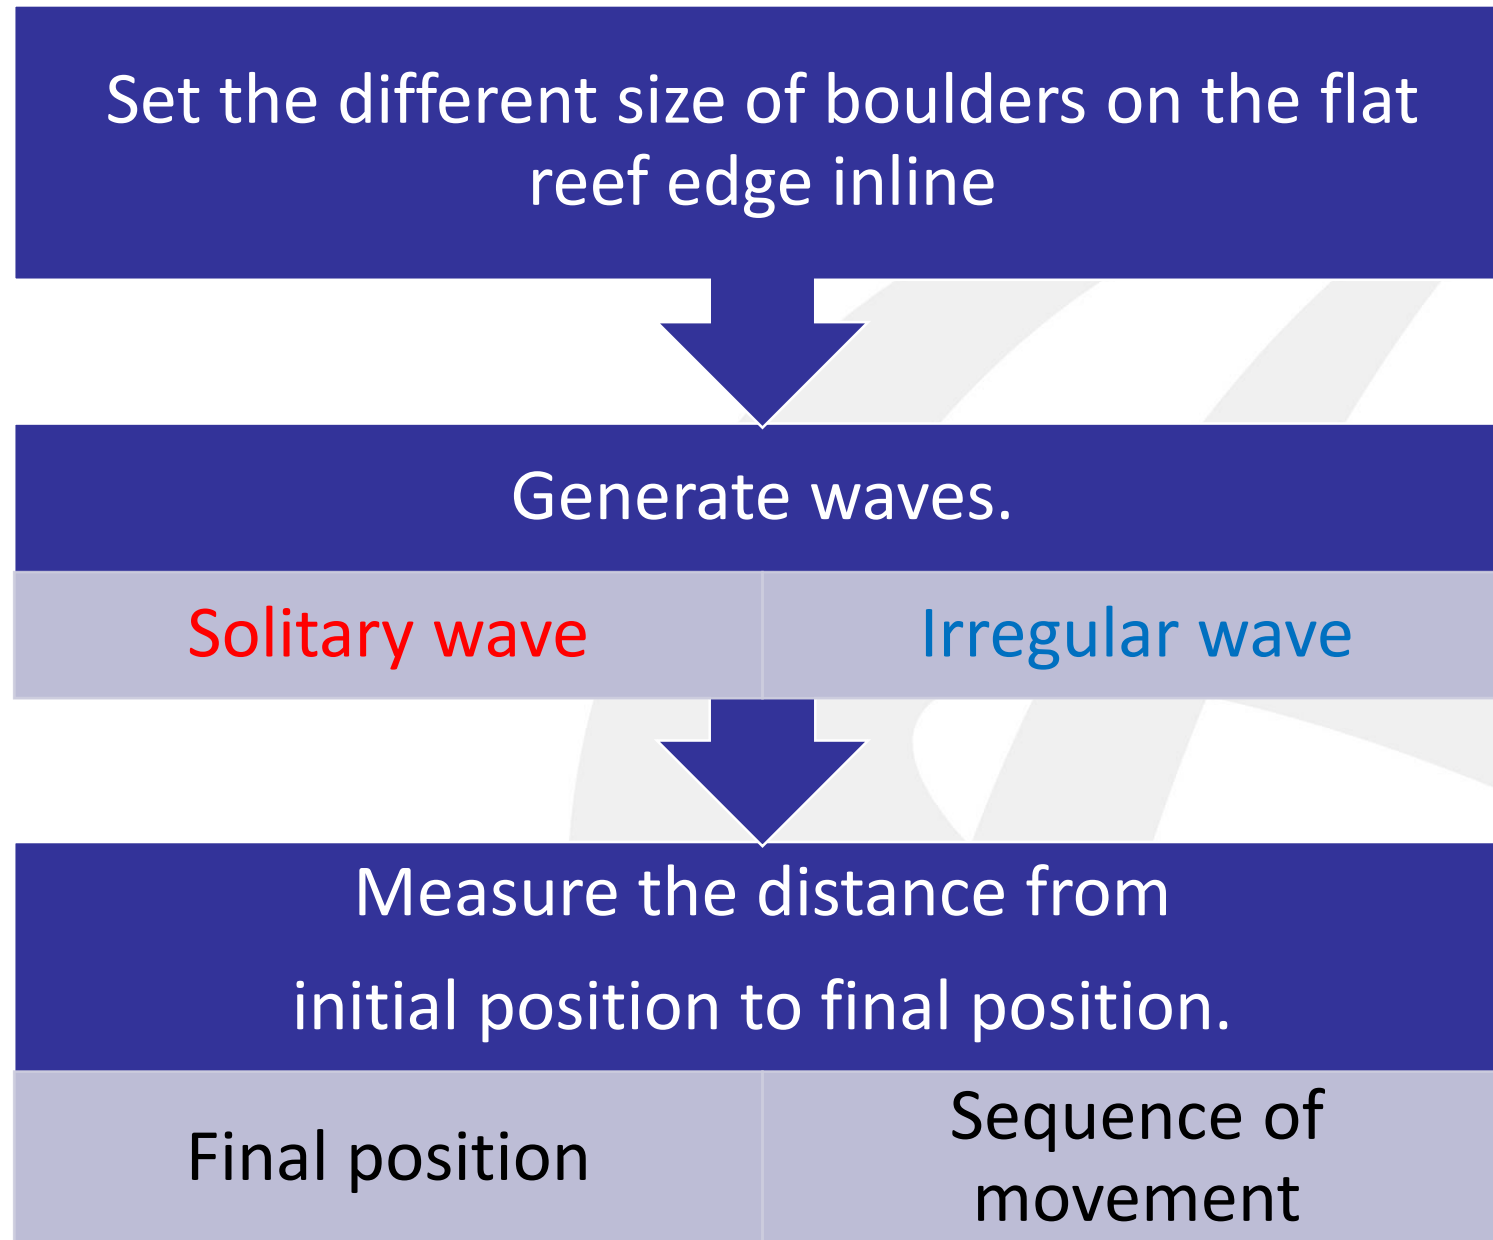 Set the different size of boulders on the flat
reef edge inline
Generate waves.
Solitary wave
Irregular wave
Measure the distance from
initial position to final position.
Final position
Sequence of
movement